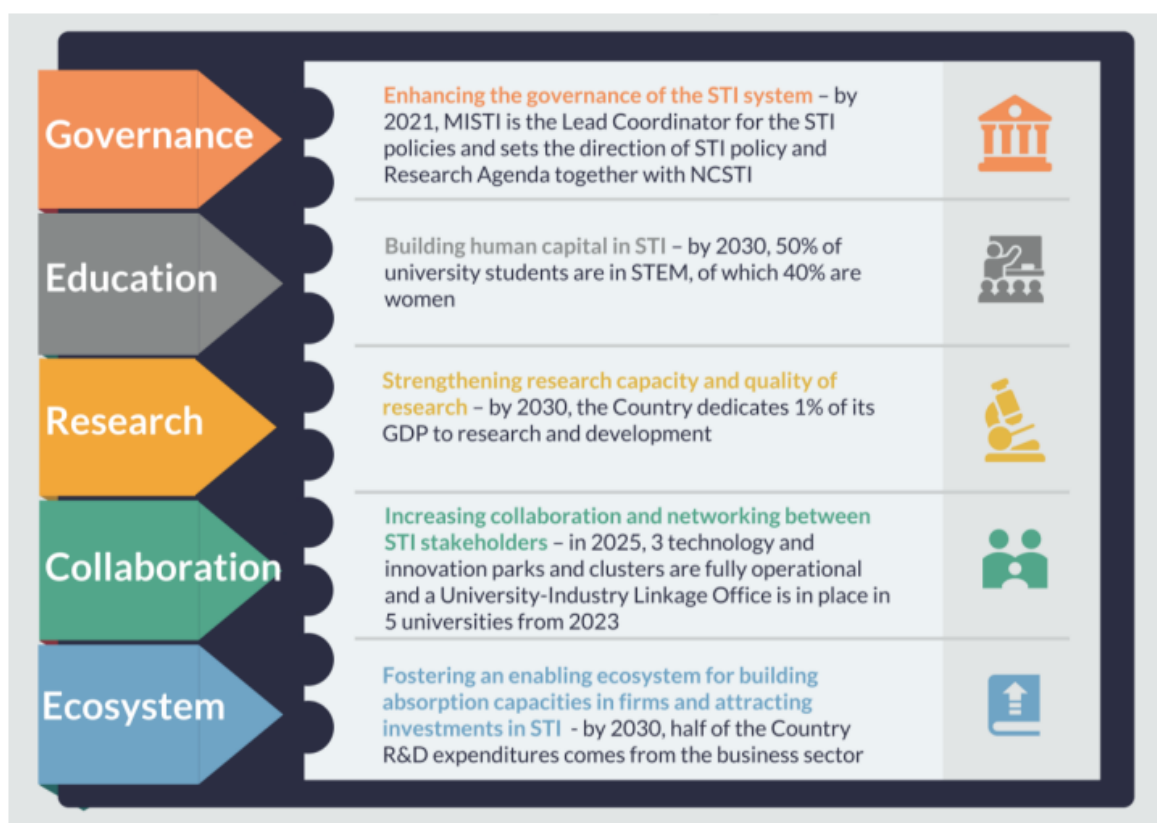 Governance
Enhancing the governance of the STI system – by
2021, MISTI is the Lead Coordinator for the STI
policies and sets the direction of STI policy and
Research Agenda together with NCSTI
Education
Building human capital in STI – by 2030, 50% of
university students are in STEM, of which 40% are
women
Research
Strengthening research capacity and quality of
research – by 2030, the Country dedicates 1% of its
GDP to research and development
Collaboration
Increasing collaboration and networking between
STI stakeholders – in 2025, 3 technology and
innovation parks and clusters are fully operational
and a University-Industry Linkage Office is in place in
5 universities from 2023
Ecosystem
Fostering an enabling ecosystem for building
absorption capacities in firms and attracting
investments in STI - by 2030, half of the Country
R&D expenditures comes from the business sector